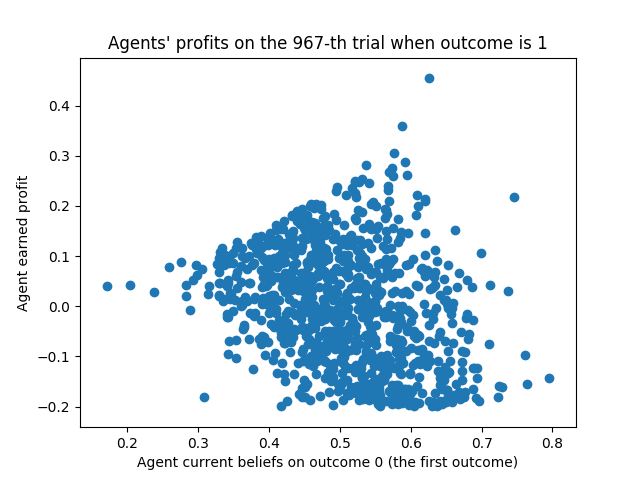 Agents' profits on the 967-th trial when outcome is 1
Agent earned profit
0.4
0.3
0.2
0.1
0.0
−0.1
−0.2
0.2 0.3 0.4 0.5 0.6 0.7 0.8
Agent current beliefs on outcome 0 (the first outcome)